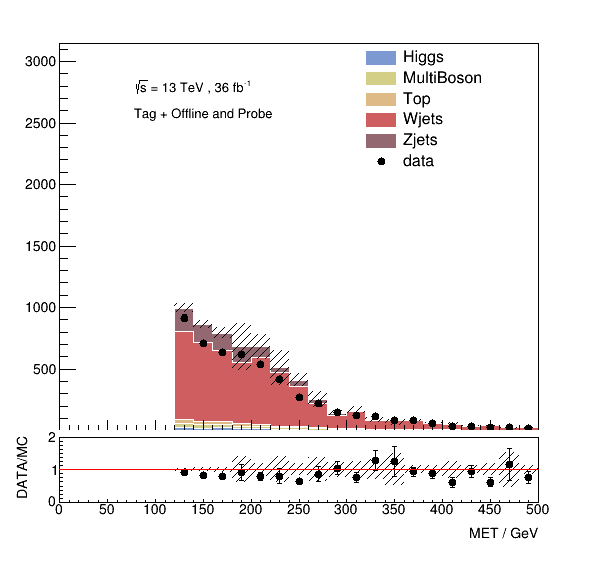 3000
2500
2000
1500
1000
500
√s = 13 TeV , 36 fb⁻¹
Tag + Offline and Probe
Higgs
MultiBoson
Top
Wjets
Zjets
data
DATA/MC
2
1
0
0 50 100 150 200 250 300 350 400 450 500
MET / GeV